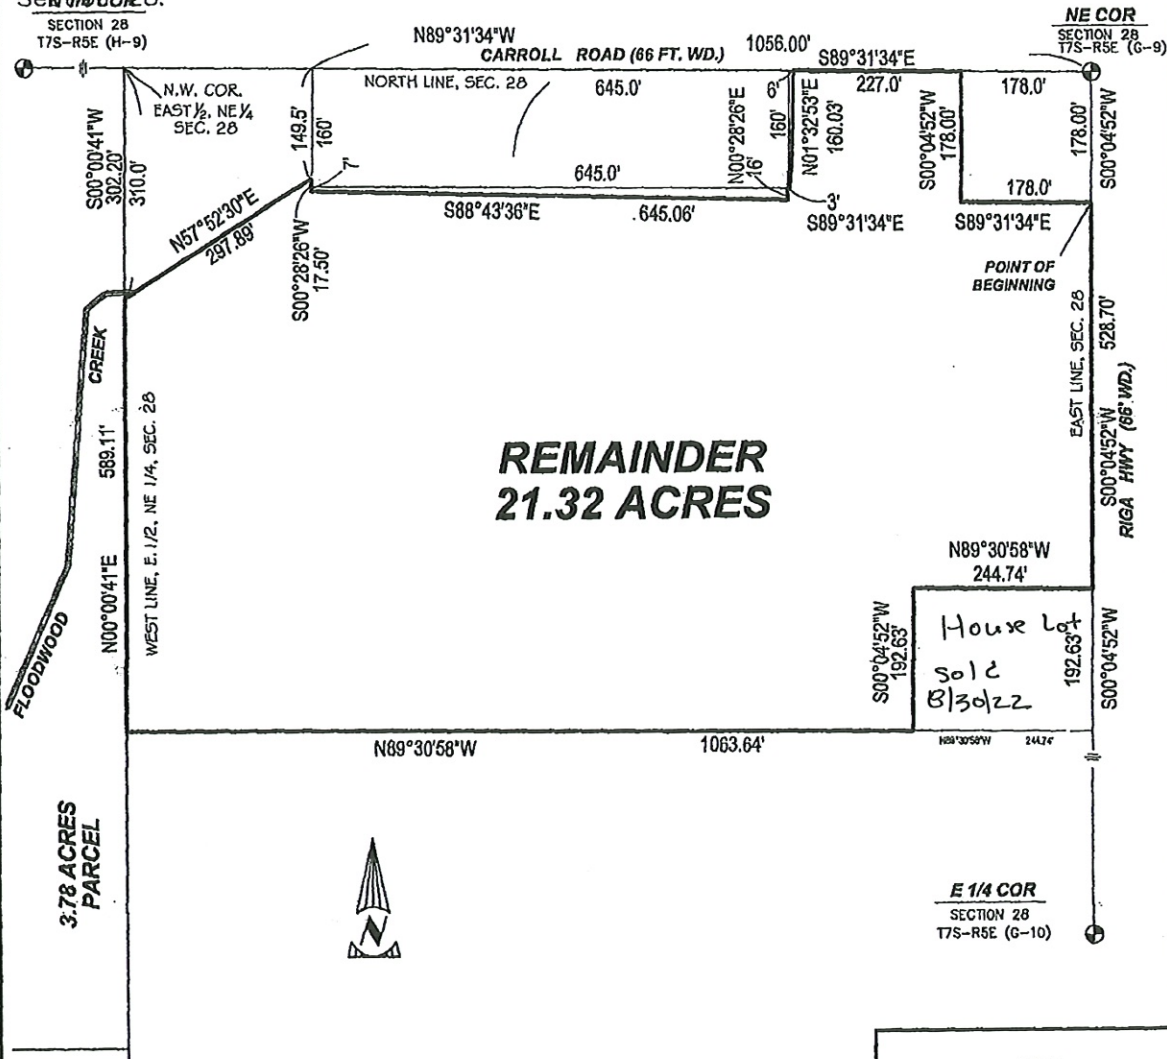 SECTION 28
T7S-R5E (H-9)
NE COR
SECTION 28
T7S-R5E (G-9)
N89°31'34"W
CARROLL ROAD (66 FT. WD.)
1056.00'
S89°31'34"E
N.W. COR.
EAST ½, NE ¼
SEC. 28
NORTH LINE, SEC. 28
645.0'
6'
227.0'
178.0'
S00°00'41"W
302.20'
310.0'
149.5'
160'
7'
N00°28'26"E
16'
160'
N01°32'53"E
160.03'
S00°04'52"W
178.00'
178.00'
S00°04'52"W
645.0'
178.0'
N57°52'30"E
297.89'
S88°43'36"E
645.06'
3'
S89°31'34"E
S89°31'34"E
S00°28'26"W
17.50'
POINT OF
BEGINNING
CREEK
FLOODWOOD
589.11'
N00°00'41"E
WEST LINE, E. 1/2, NE 1/4, SEC. 28
EAST LINE, SEC. 28
528.70'
S00°04'52"W
RIGA HWY (66' WD.)
REMAINDER
21.32 ACRES
N89°30'58"W
244.74'
S00°04'52"W
192.63'
House Lot
Sold
8/30/22
192.63'
S00°04'52"W
N89°30'58"W
1063.64'
N89°30'58"W
244.74'
3.78 ACRES
PARCEL
N
E 1/4 COR
SECTION 28
T7S-R5E (G-10)